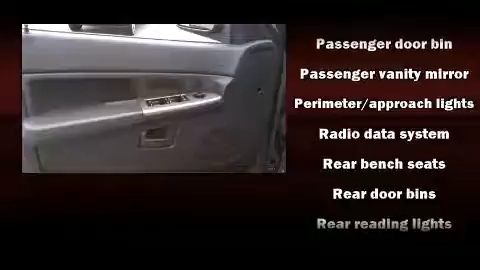 Passenger door bin
Passenger vanity mirror
Perimeter/approach lights
Radio data system
Rear bench seats
Rear door bins
Rear reading lights